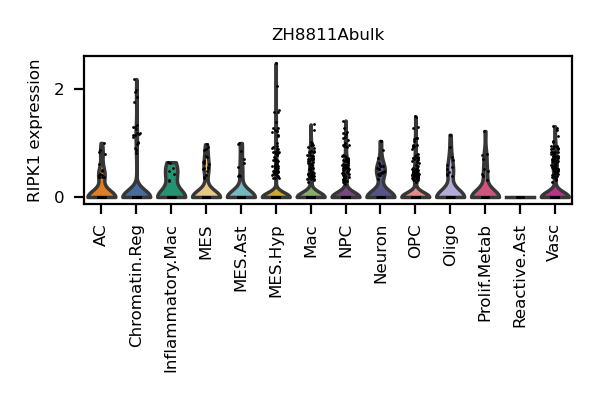 ZH8811Abulk
RIPK1 expression
2
0
AC
Chromatin.Reg
Inflammatory.Mac
MES
MES.Ast
MES.Hyp
Mac
NPC
Neuron
OPC
Oligo
Prolif.Metab
Reactive.Ast
Vasc